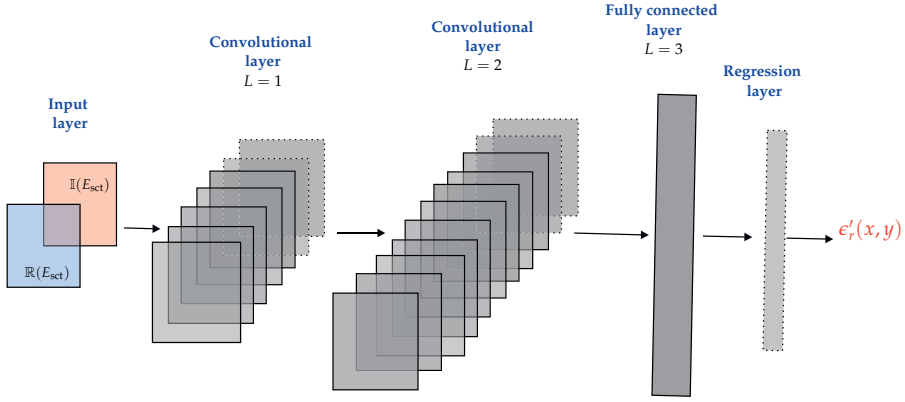 Input
layer
𝕀(E_sct)
ℝ(E_sct)
Convolutional
layer
L = 1
Convolutional
layer
L = 2
Fully connected
layer
L = 3
Regression
layer
ϵ′_r(x, y)